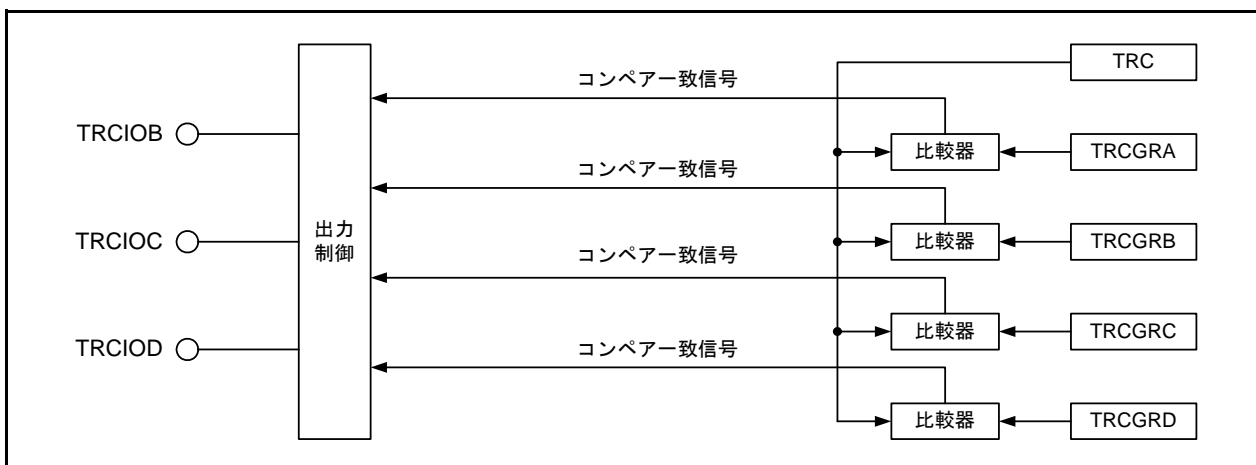 TRC
コンペア一致信号
TRCIOB
比較器
TRCGRA
コンペア一致信号
TRCIOC
出力
制御
比較器
TRCGRB
コンペア一致信号
TRCIOD
比較器
TRCGRC
コンペア一致信号
比較器
TRCGRD